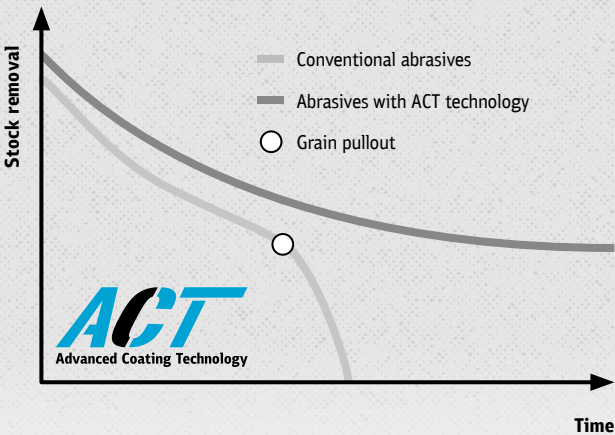 Stock removal
Conventional abrasives
Abrasives with ACT technology
Grain pullout
ACT
Advanced Coating Technology
Time